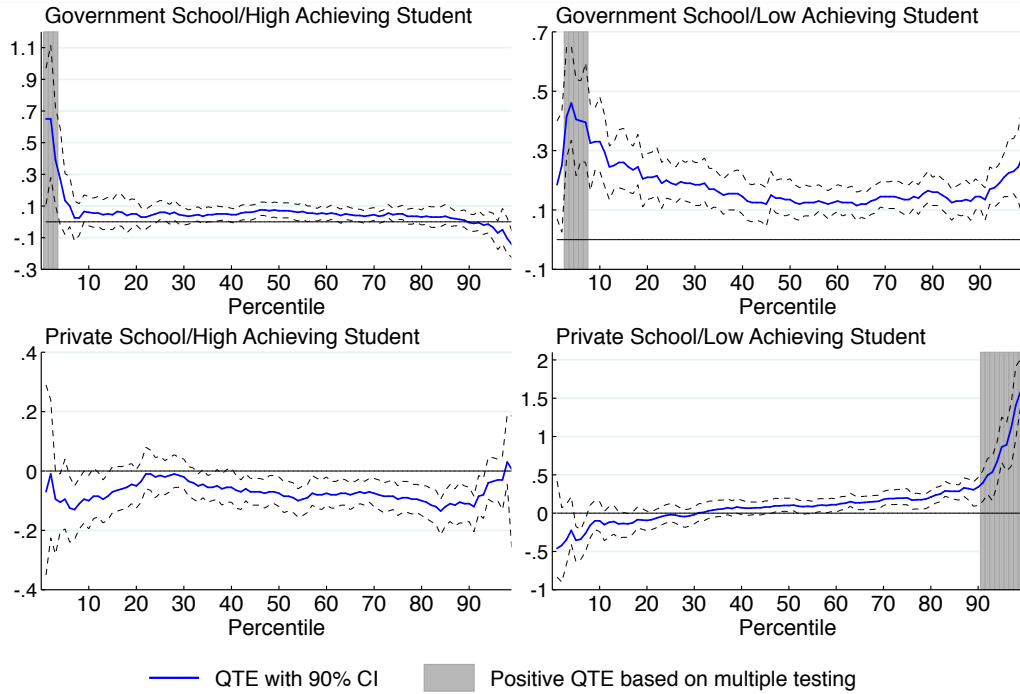 Government School/High Achieving Student
1.1
.9
.7
.5
.3
.1
-.1
-.3
10 20 30 40 50 60 70 80 90
Percentile
Government School/Low Achieving Student
.7
.5
.3
.1
-.1
10 20 30 40 50 60 70 80 90
Percentile
Private School/High Achieving Student
.4
.2
0
-.2
-.4
10 20 30 40 50 60 70 80 90
Percentile
Private School/Low Achieving Student
2
1.5
1
.5
0
-.5
-1
10 20 30 40 50 60 70 80 90
Percentile
QTE with 90% CI
Positive QTE based on multiple testing